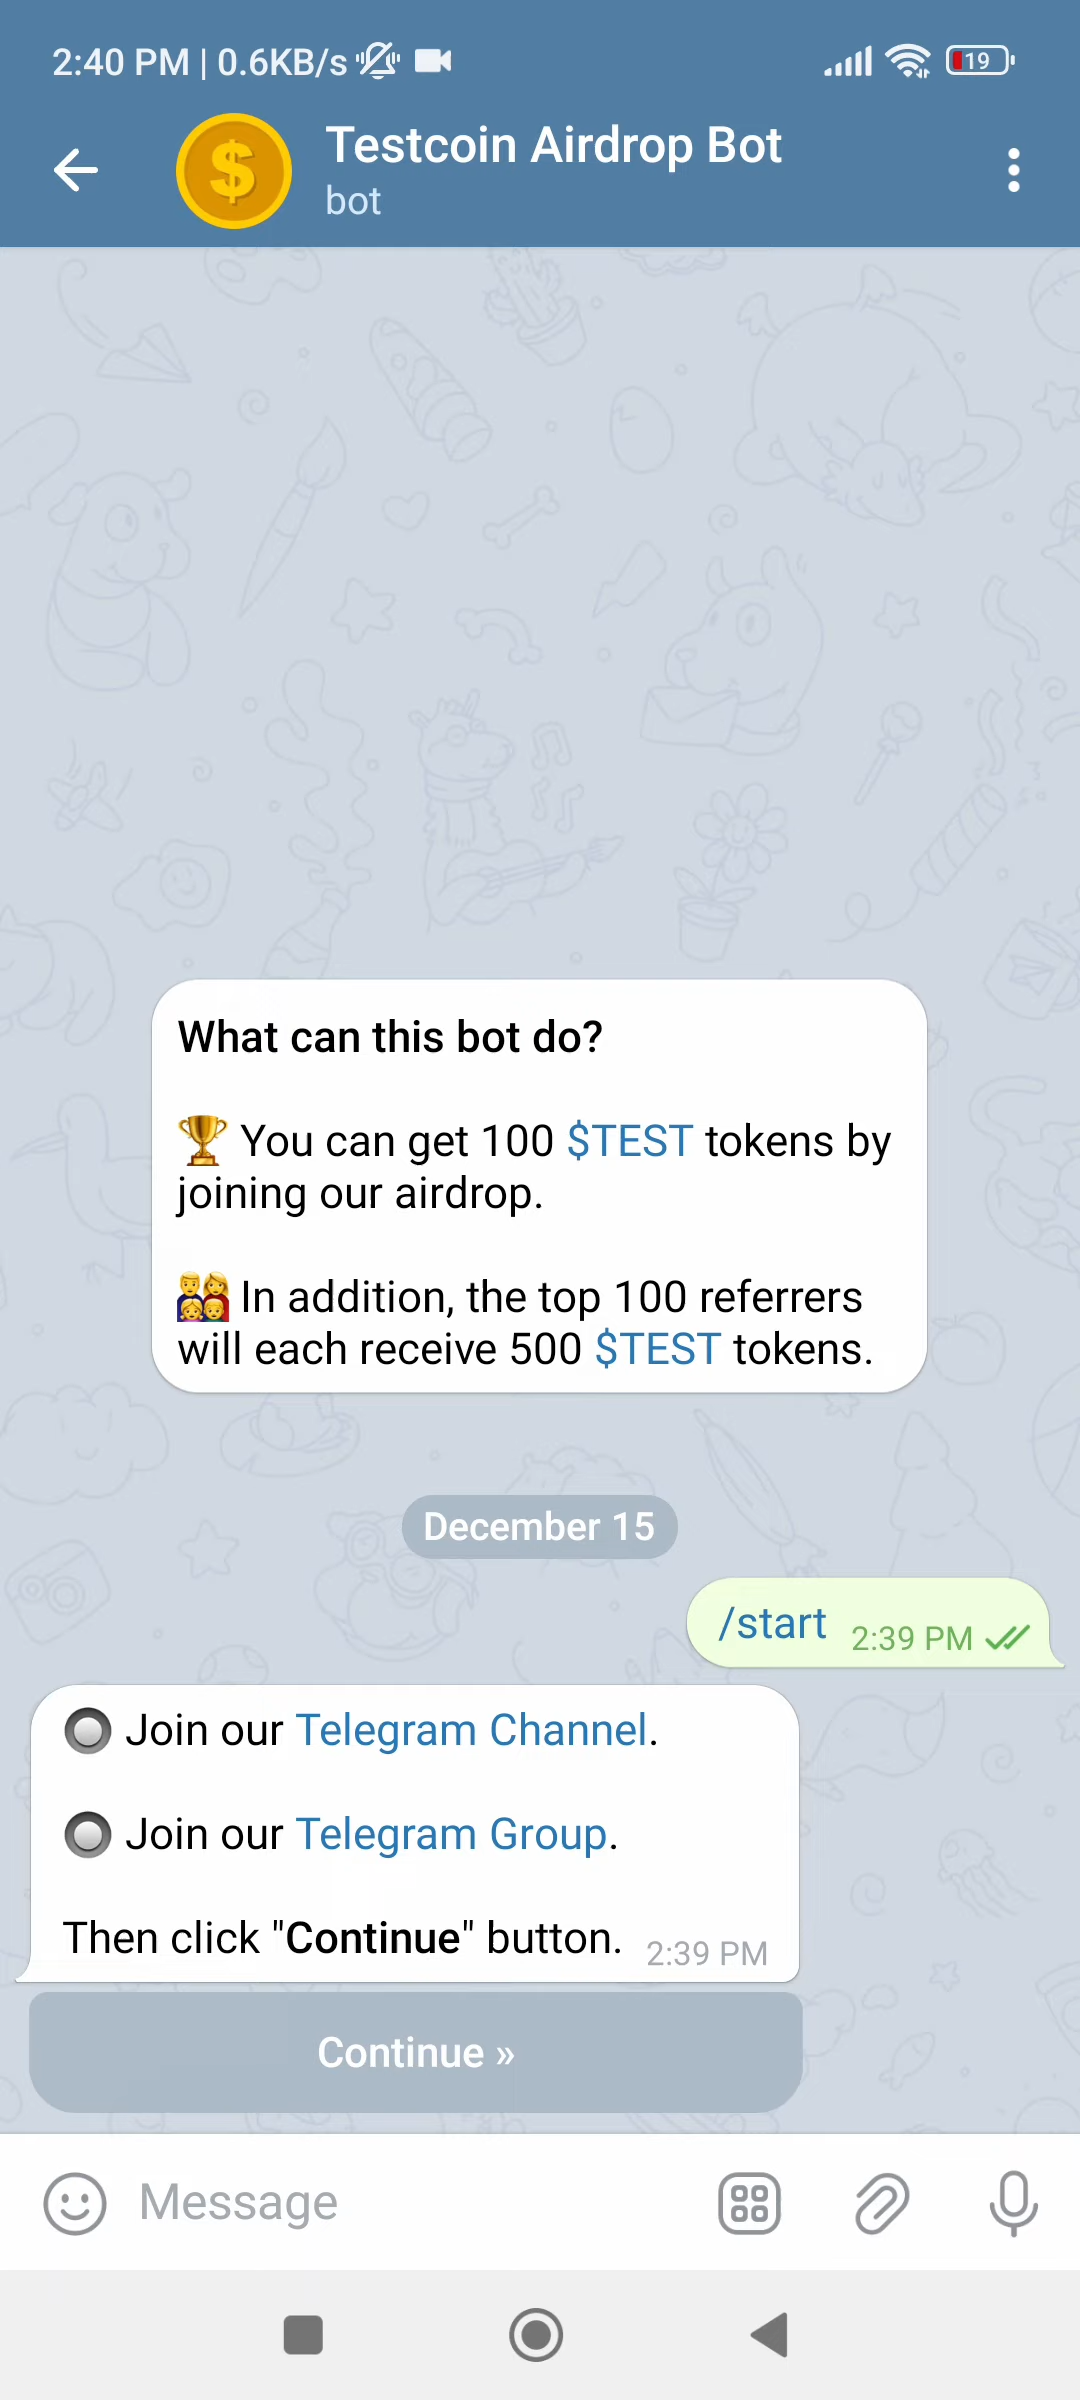 2:40 PM | 0.6KB/s
19
Testcoin Airdrop Bot
bot
What can this bot do?
🏆 You can get 100 $TEST tokens by
joining our airdrop.
👨‍👩‍👧‍👦 In addition, the top 100 referrers
will each receive 500 $TEST tokens.
December 15
/start 2:39 PM
🔘 Join our Telegram Channel.
🔘 Join our Telegram Group.
Then click "Continue" button. 2:39 PM
Continue »
Message